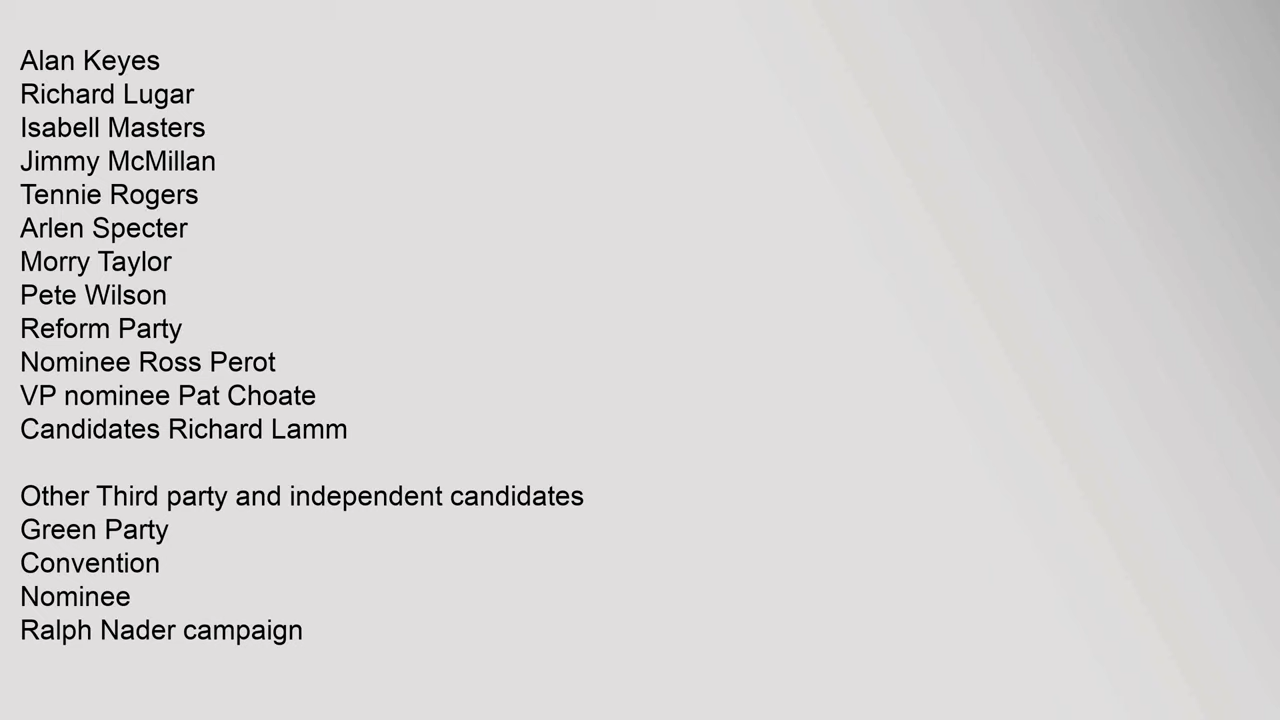 Alan Keyes
Richard Lugar
Isabell Masters
Jimmy McMillan
Tennie Rogers
Arlen Specter
Morry Taylor
Pete Wilson
Reform Party
Nominee Ross Perot
VP nominee Pat Choate
Candidates Richard Lamm
Other Third party and independent candidates
Green Party
Convention
Nominee
Ralph Nader campaign